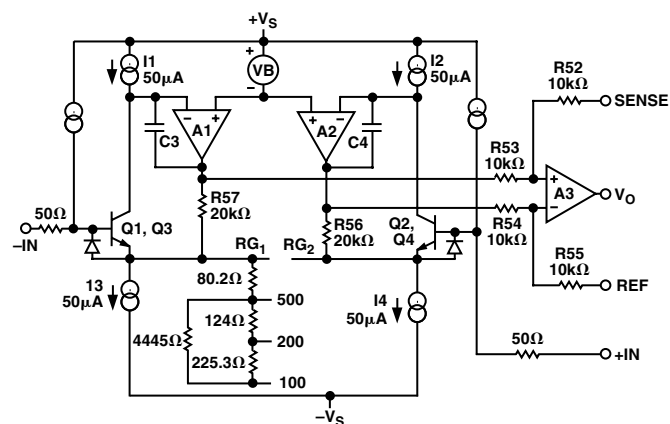 +VS
I1
50μA
+
VB
−
I2
50μA
R52
10kΩ
SENSE
− +
A1
C3
+ −
A2
C4
R53
10kΩ
+
A3
−
VO
R57
20kΩ
R56
20kΩ
R54
10kΩ
50Ω
−IN
Q1, Q3
Q2,
Q4
RG1
RG2
R55
10kΩ
REF
80.2Ω
13
50μA
500
I4
50μA
4445Ω
124Ω
200
225.3Ω
100
50Ω
+IN
−VS